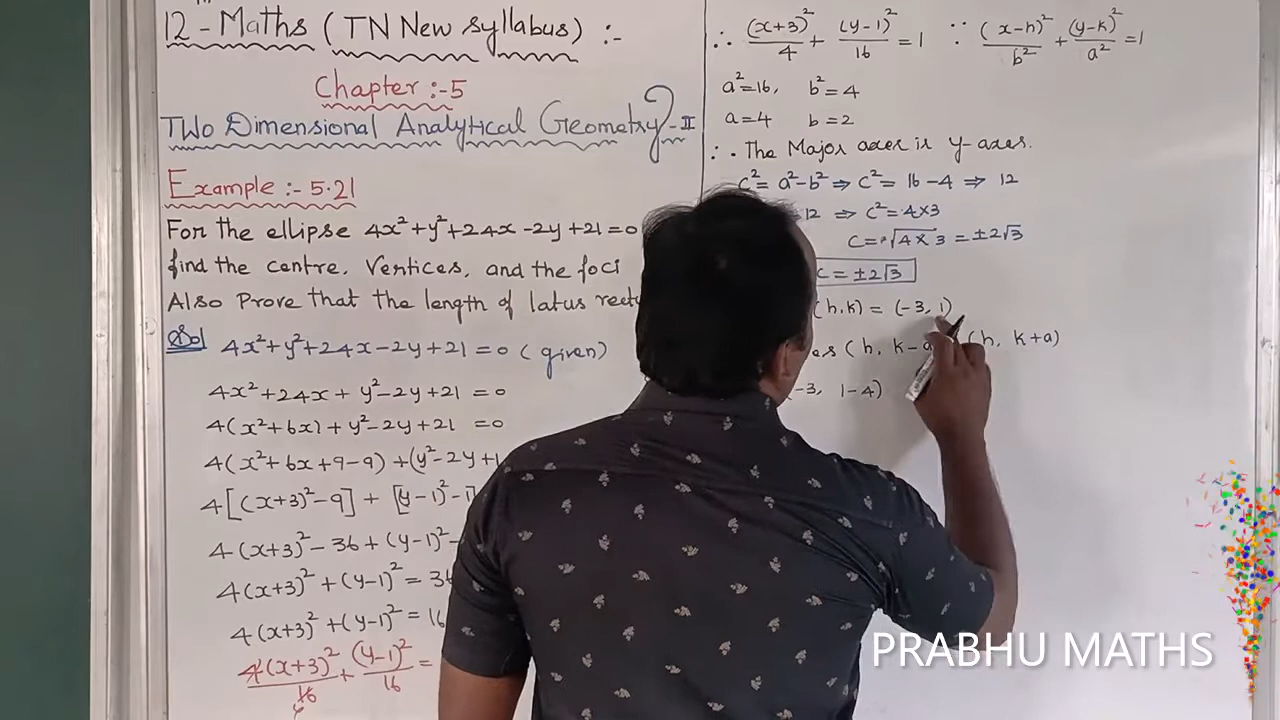 12 - Maths (TN New syllabus) :-
Chapter :- 5
Two Dimensional Analytical Geometry - II
Example :- 5.21
For the ellipse 4x²+y²+24x-2y+21=0
find the centre, Vertices, and the foci
Also Prove that the length of latus
Sol 4x²+y²+24x-2y+21=0 (given)
4x²+24x+y²-2y+21=0
4(x²+6x)+y²-2y+21=0
4(x²+6x+9-9)+(y²-2y+1
4[(x+3)²-9]+[y-1)²-1]
4(x+3)²-36+(y-1)²-
4(x+3)²+(y-1)²=36
4(x+3)²+(y-1)²=16
4(x+3)²/16+(y-1)²/16=
∴ (x+3)²/4+(y-1)²/16=1 ∵ (x-h)²/b²+(y-k)²/a²=1
a²=16, b²=4
a=4 b=2
∴ The Major axes is y-axes.
c²=a²-b² ⇒ c²=16-4 ⇒ 12
12 ⇒ c²=4×3
c=√4×3=±2√3
c=±2√3
(h,k)=(-3,1)
(h, k-a) (h, k+a)
-3, 1-4)
PRABHU MATHS